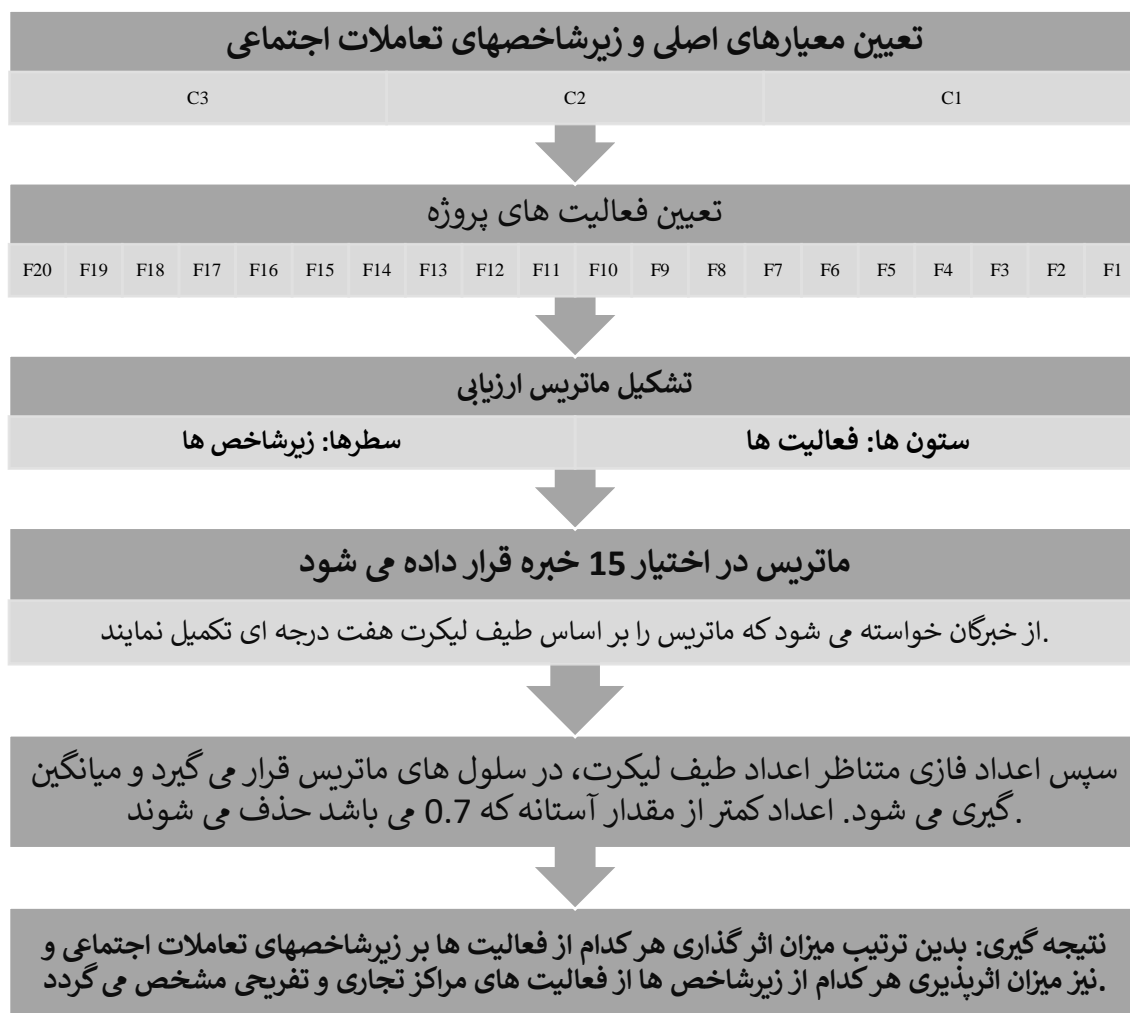 تعیین معیارهای اصلی و زیرشاخصهای تعاملات اجتماعی
C1 C2 C3
تعیین فعالیت های پروژه
F1 F2 F3 F4 F5 F6 F7 F8 F9 F10 F11 F12 F13 F14 F15 F16 F17 F18 F19 F20
تشکیل ماتریس ارزیابی
ستون ها: فعالیت ها سطرها: زیرشاخص ها
ماتریس در اختیار 15 خبره قرار داده می شود
از خبرگان خواسته می شود که ماتریس را بر اساس طیف لیکرت هفت درجه ای تکمیل نمایند.
سپس اعداد فازی متناظر اعداد طیف لیکرت، در سلول های ماتریس قرار می گیرد و میانگین
گیری می شود. اعداد کمتر از مقدار آستانه که 0.7 می باشد حذف می شوند.
نتیجه گیری: بدین ترتیب میزان اثر گذاری هر کدام از فعالیت ها بر زیرشاخصهای تعاملات اجتماعی و
نیز میزان اثرپذیری هر کدام از زیرشاخص ها از فعالیت های مراکز تجاری و تفریحی مشخص می گردد.